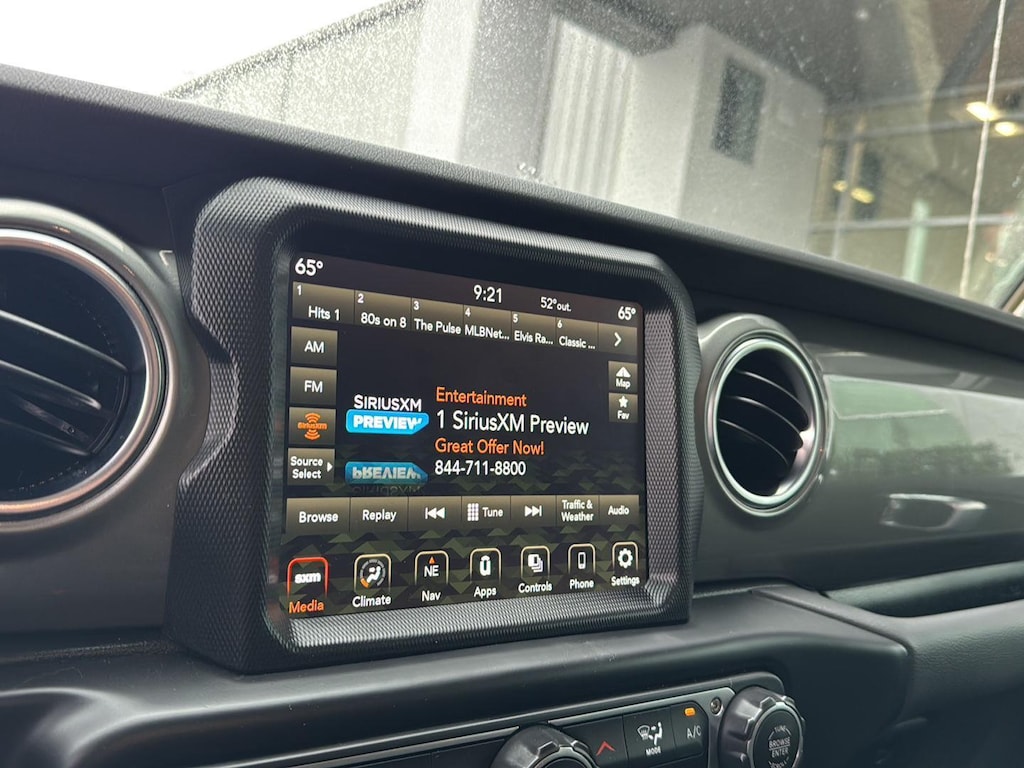 65°
9:21
52°out.
65°
1 Hits 1
2 80s on 8
3 The Pulse
4 MLBNet...
5 Elvis Ra...
6 Classic ...
AM
FM
SiriusXm
Source
Select
Map
Fav
SIRIUSXM
PREVIEW
Entertainment
1 SiriusXM Preview
Great Offer Now!
844-711-8800
Browse
Replay
Tune
Traffic &
Weather
Audio
sxm
Media
Climate
NE
Nav
Apps
Controls
Phone
Settings
MODE
A/C
BROWSE
ENTER